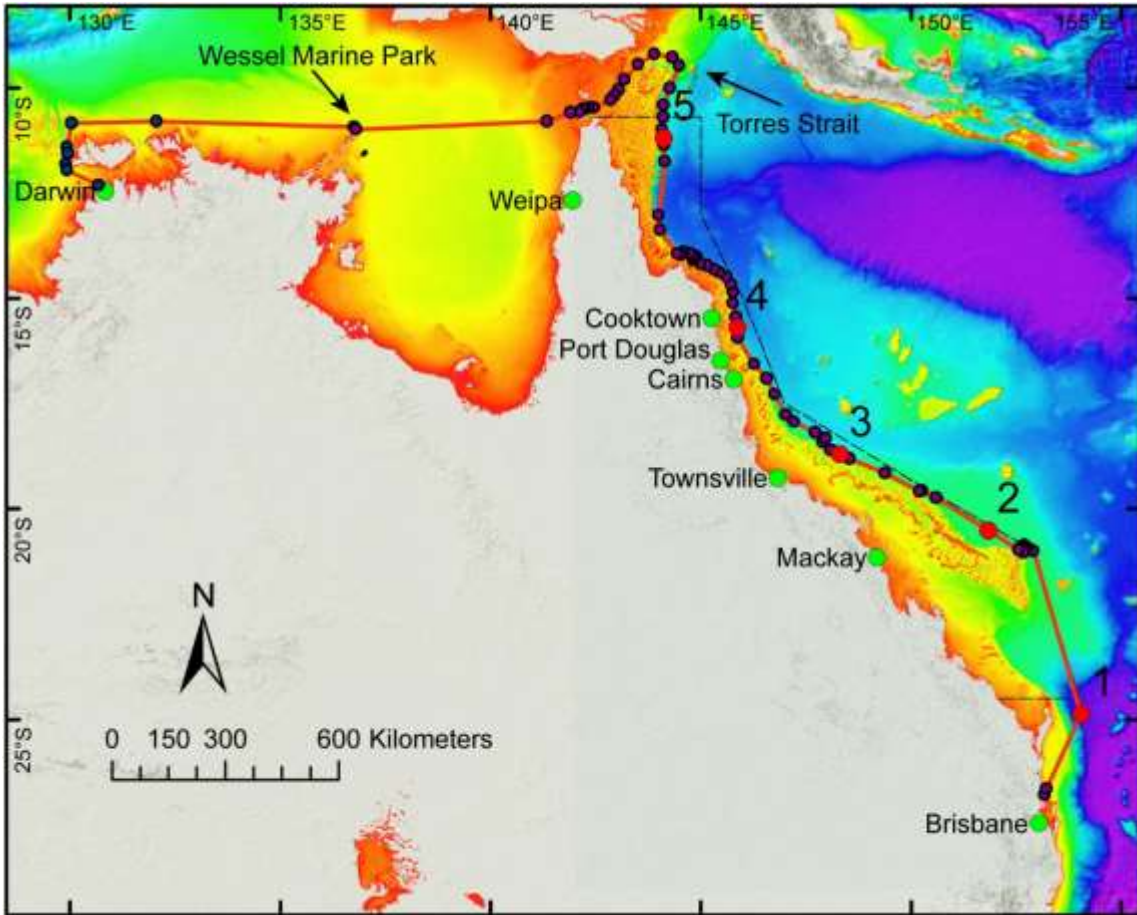 130°E 135°E 140°E 145°E 150°E 155°E
Wessel Marine Park
10°S
5
Torres Strait
Darwin
Weipa
4
15°S
Cooktown
Port Douglas
Cairns
3
Townsville
2
20°S
Mackay
N
1
25°S
0 150 300 600 Kilometers
Brisbane